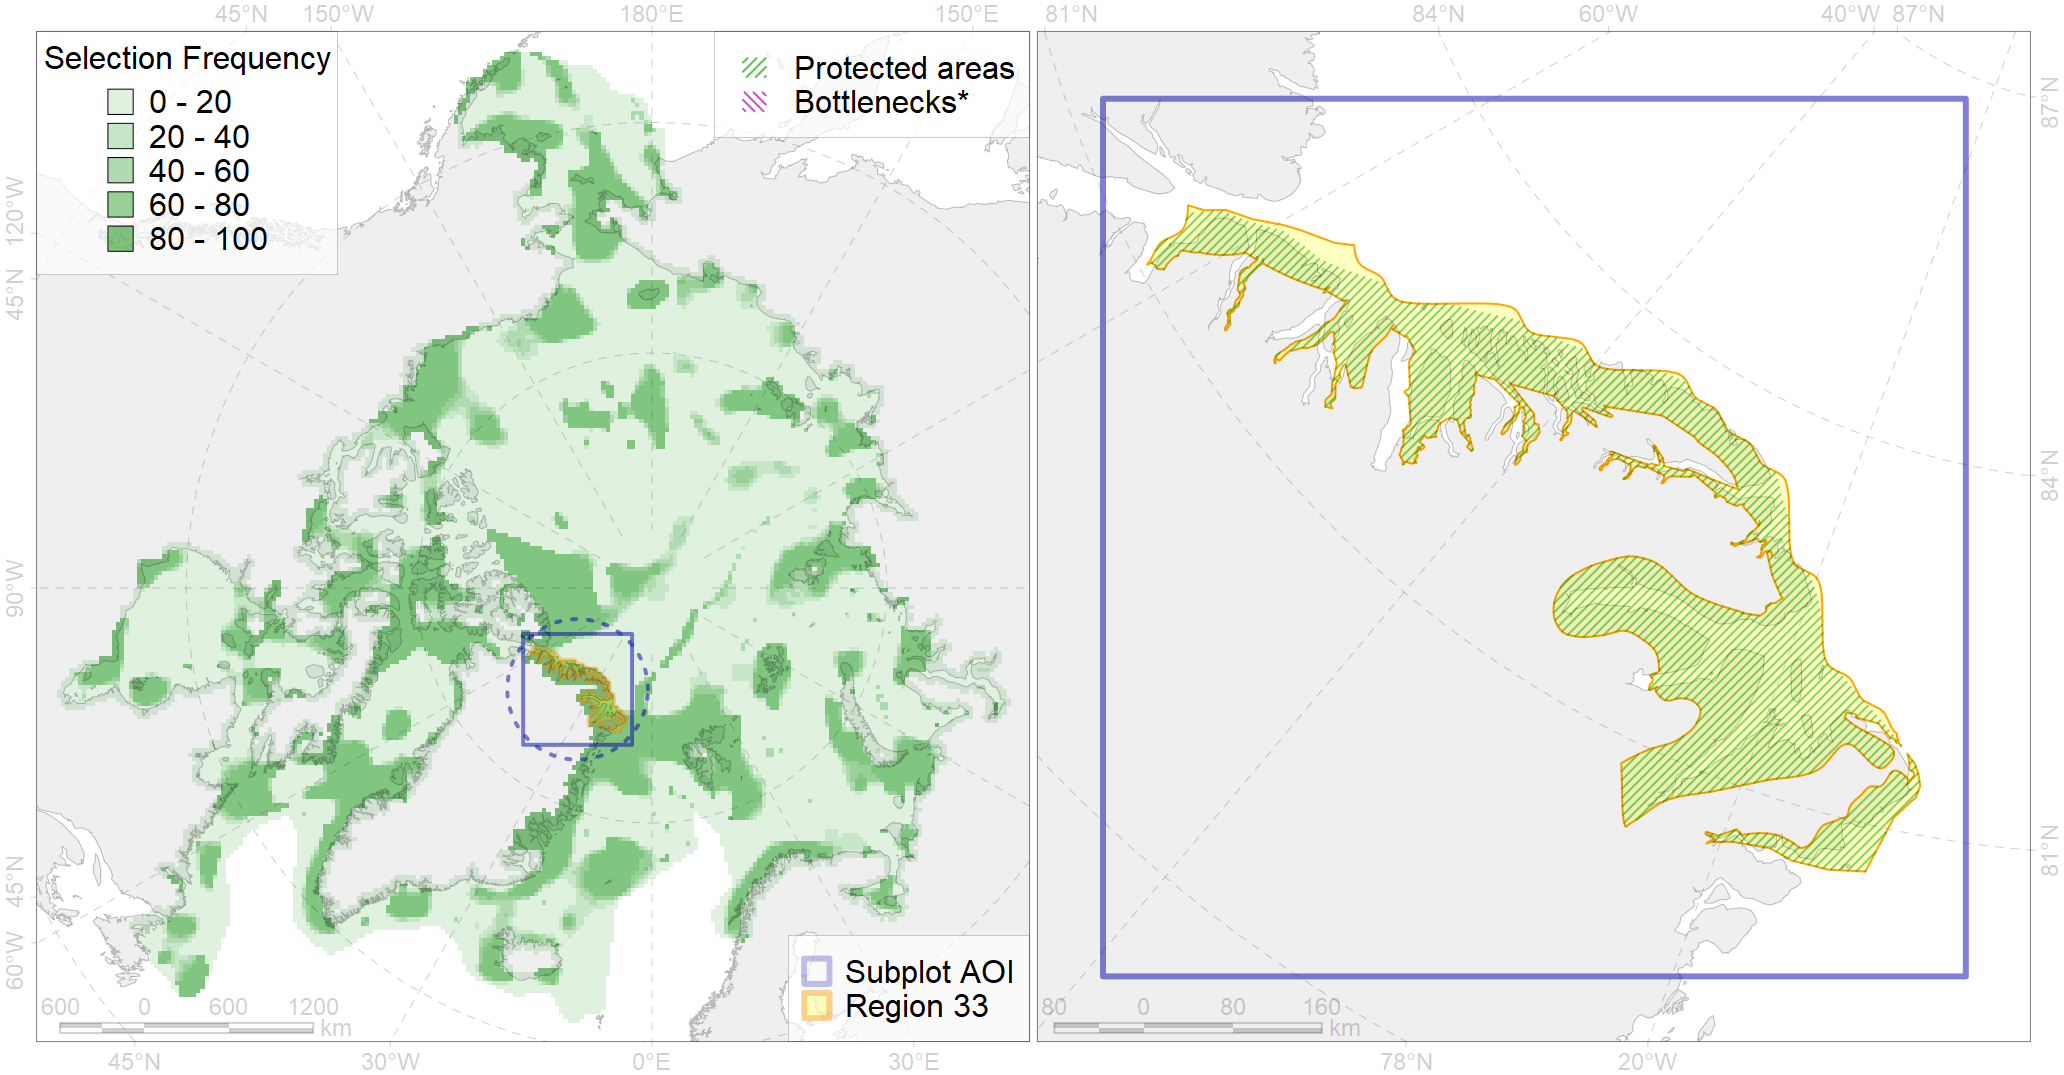 45°N 150°W 180°E 150°E 81°N 84°N 60°W 40°W 87°N
Selection Frequency
0 - 20
20 - 40
40 - 60
60 - 80
80 - 100
Protected areas
Bottlenecks*
120°W
45°N
90°W
45°N
60°W
87°N
84°N
81°N
Subplot AOI
Region 33
600 0 600 1200
km
80 0 80 160
km
45°N 30°W 0°E 30°E 78°N 20°W